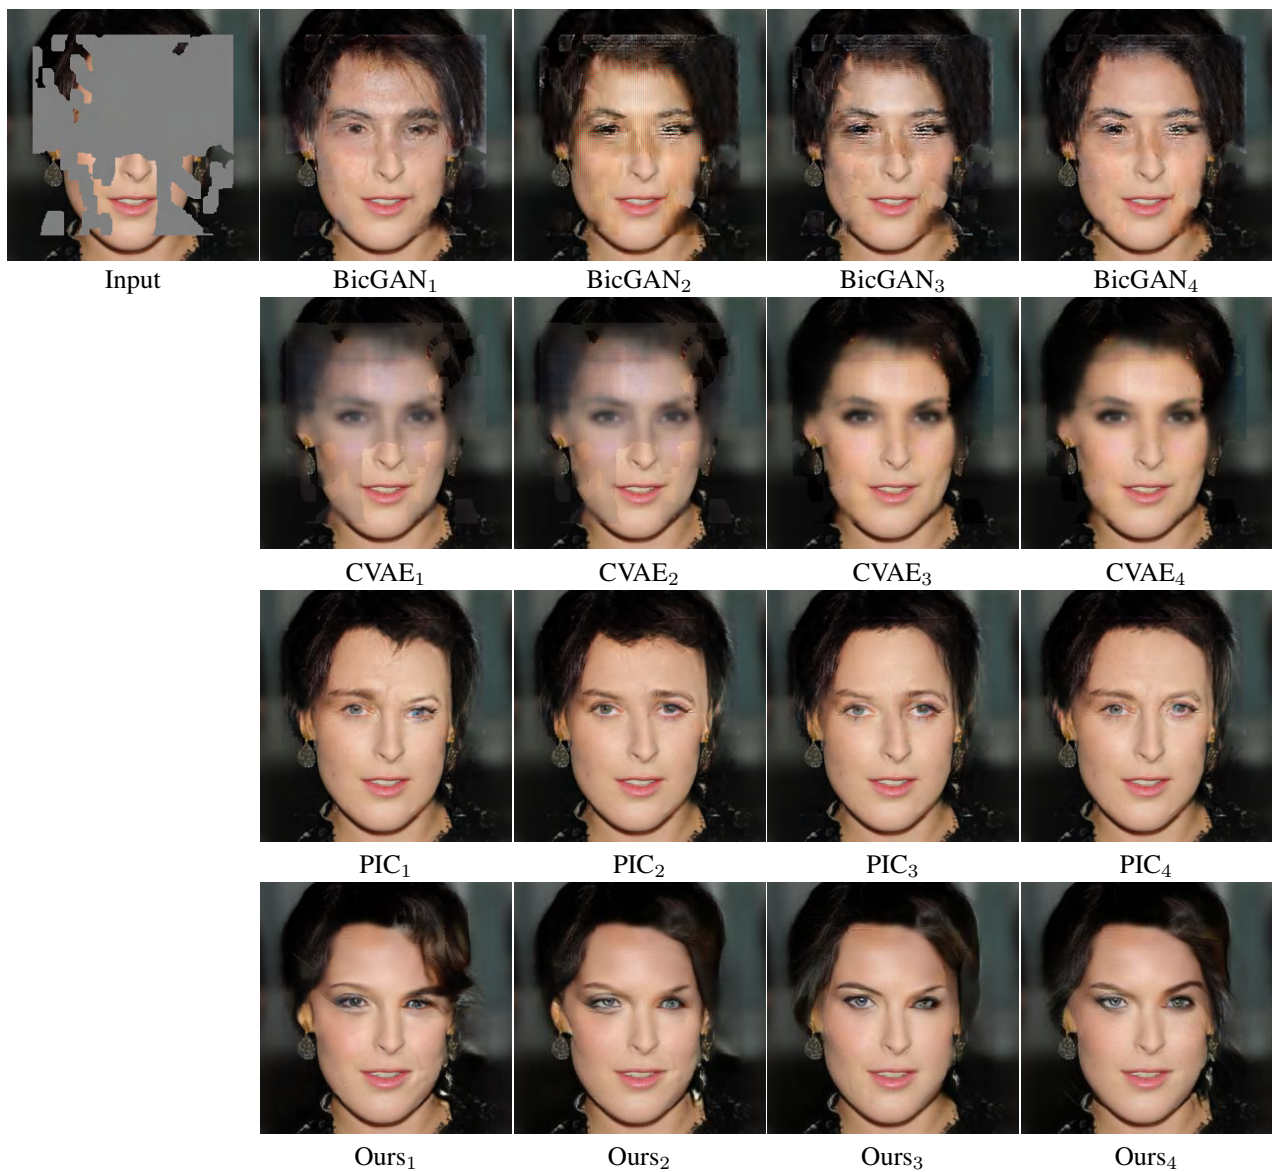 Input BicGAN₁ BicGAN₂ BicGAN₃ BicGAN₄
CVAE₁ CVAE₂ CVAE₃ CVAE₄
PIC₁ PIC₂ PIC₃ PIC₄
Ours₁ Ours₂ Ours₃ Ours₄